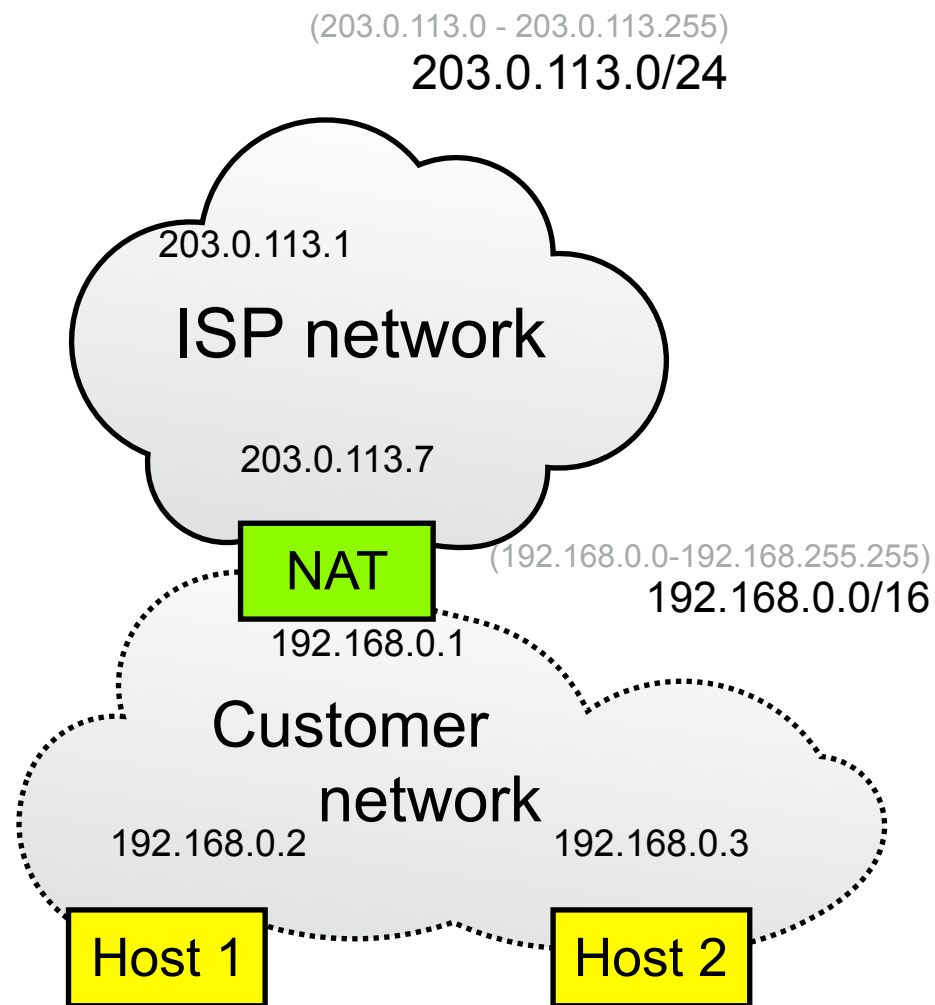 (203.0.113.0 - 203.0.113.255)
203.0.113.0/24
203.0.113.1
ISP network
203.0.113.7
NAT
(192.168.0.0-192.168.255.255)
192.168.0.0/16
192.168.0.1
Customer
network
192.168.0.2
192.168.0.3
Host 1
Host 2